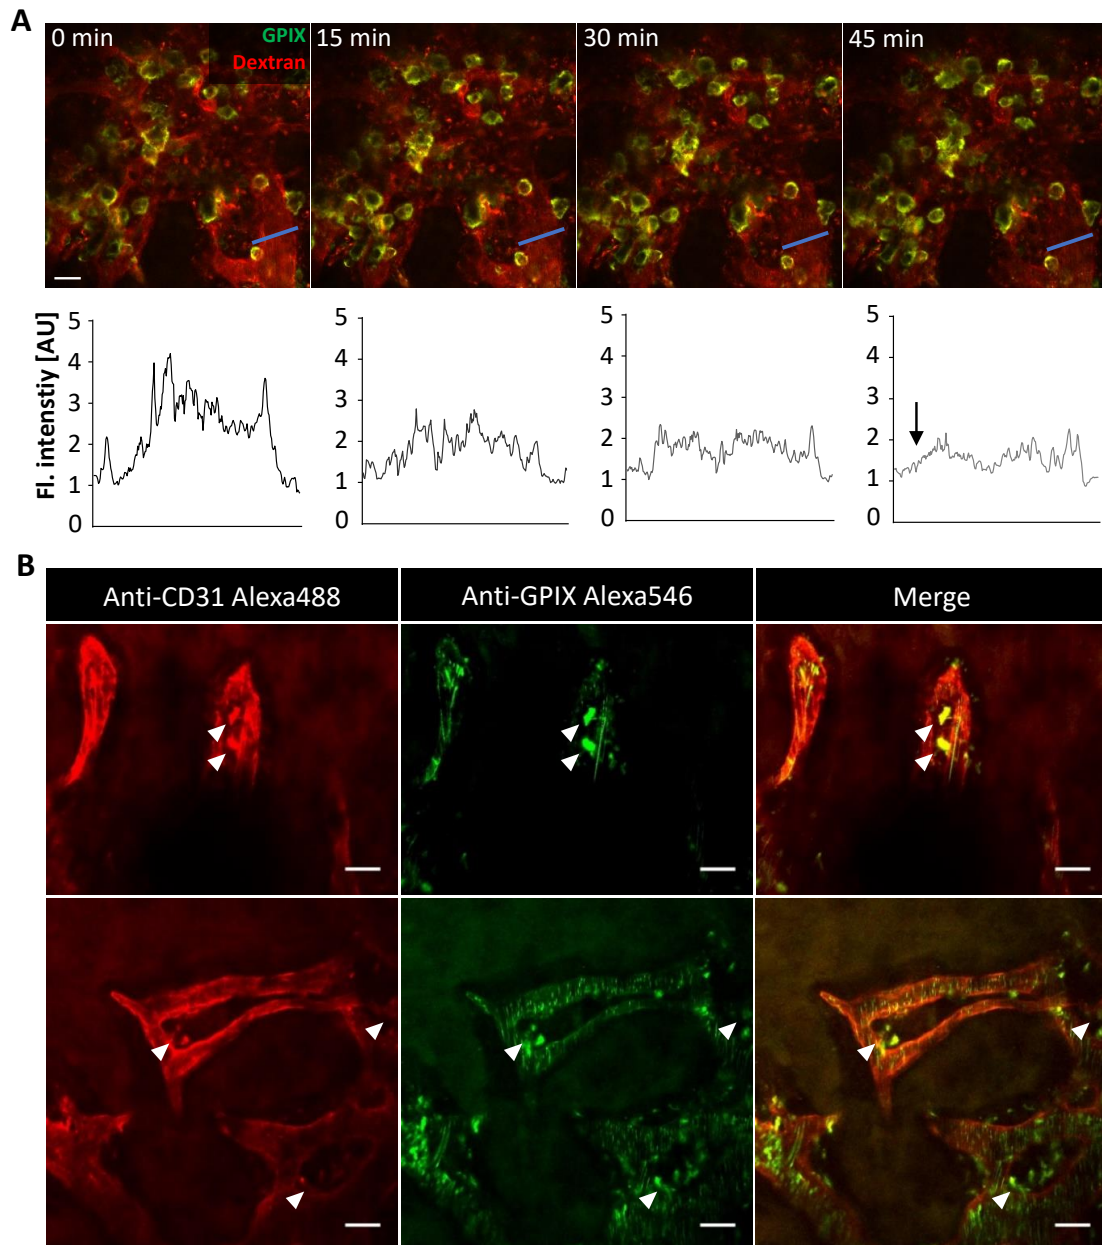 A
0 min
GPIX
Dextran
15 min
30 min
45 min
Fl. intenstiy [AU]
5
4
3
2
1
0
5
4
3
2
1
0
5
4
3
2
1
0
5
4
3
2
1
0
B
Anti-CD31 Alexa488
Anti-GPIX Alexa546
Merge